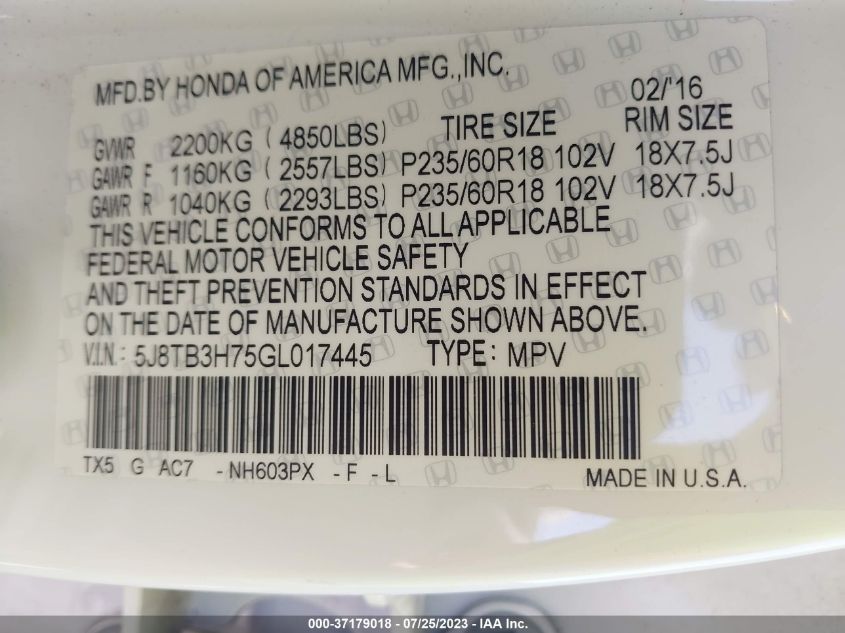 MFD.BY HONDA OF AMERICA MFG.,INC.
02/'16
GVWR 2200KG ( 4850LBS) TIRE SIZE RIM SIZE
GAWR F 1160KG ( 2557LBS) P235/60R18 102V 18X7.5J
GAWR R 1040KG ( 2293LBS) P235/60R18 102V 18X7.5J
THIS VEHICLE CONFORMS TO ALL APPLICABLE
FEDERAL MOTOR VEHICLE SAFETY
AND THEFT PREVENTION STANDARDS IN EFFECT
ON THE DATE OF MANUFACTURE SHOWN ABOVE.
V.I.N.: 5J8TB3H75GL017445 TYPE: MPV
TX5 G AC7 -NH603PX -F -L
MADE IN U.S.A.
000-37179018 - 07/25/2023 - IAA Inc.